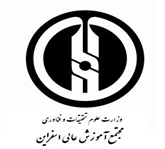 وزارت علوم تحقیقات و فناوری
مجتمع آموزش عالی اسفراین